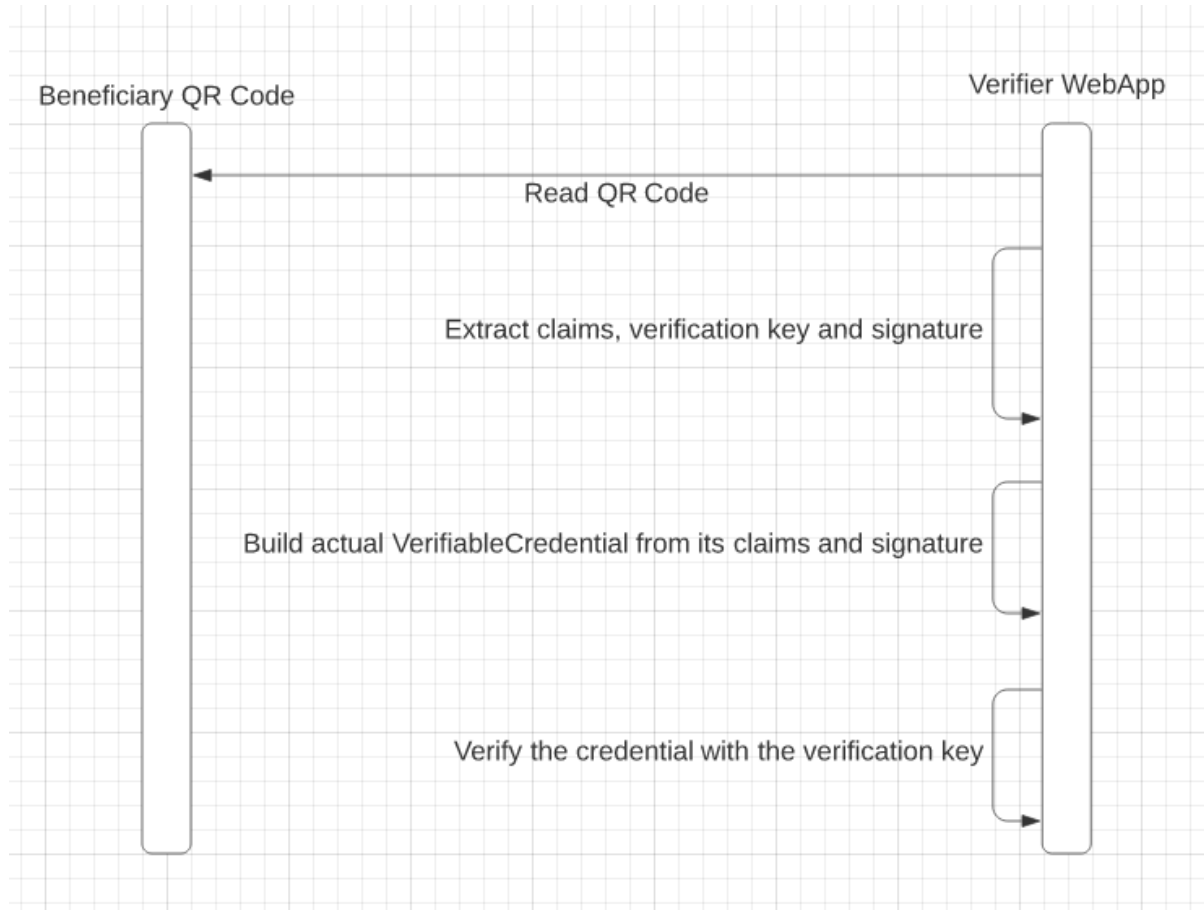 Beneficiary QR Code
Verifier WebApp
Read QR Code
Extract claims, verification key and signature
Build actual VerifiableCredential from its claims and signature
Verify the credential with the verification key